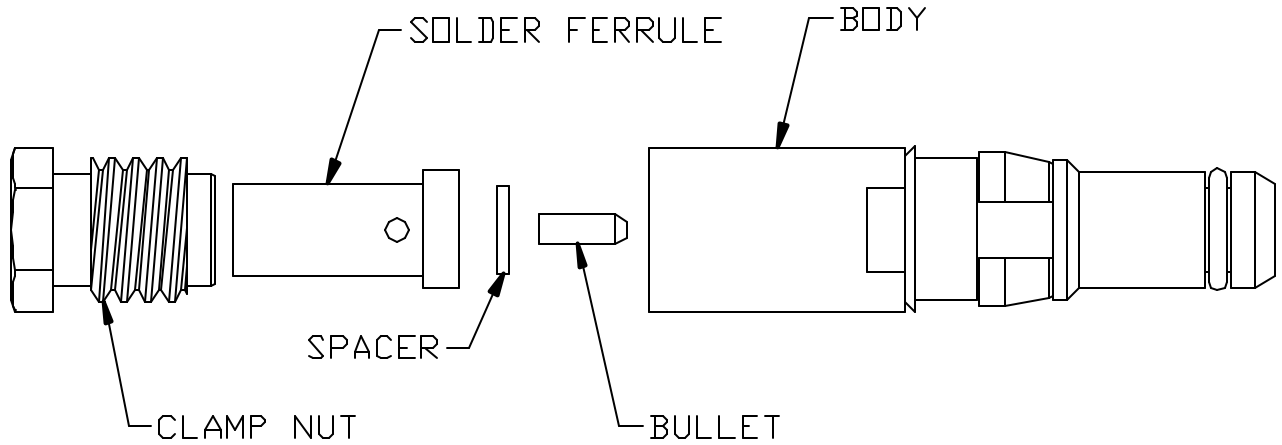 SOLDER FERRULE
BODY
SPACER
CLAMP NUT
BULLET